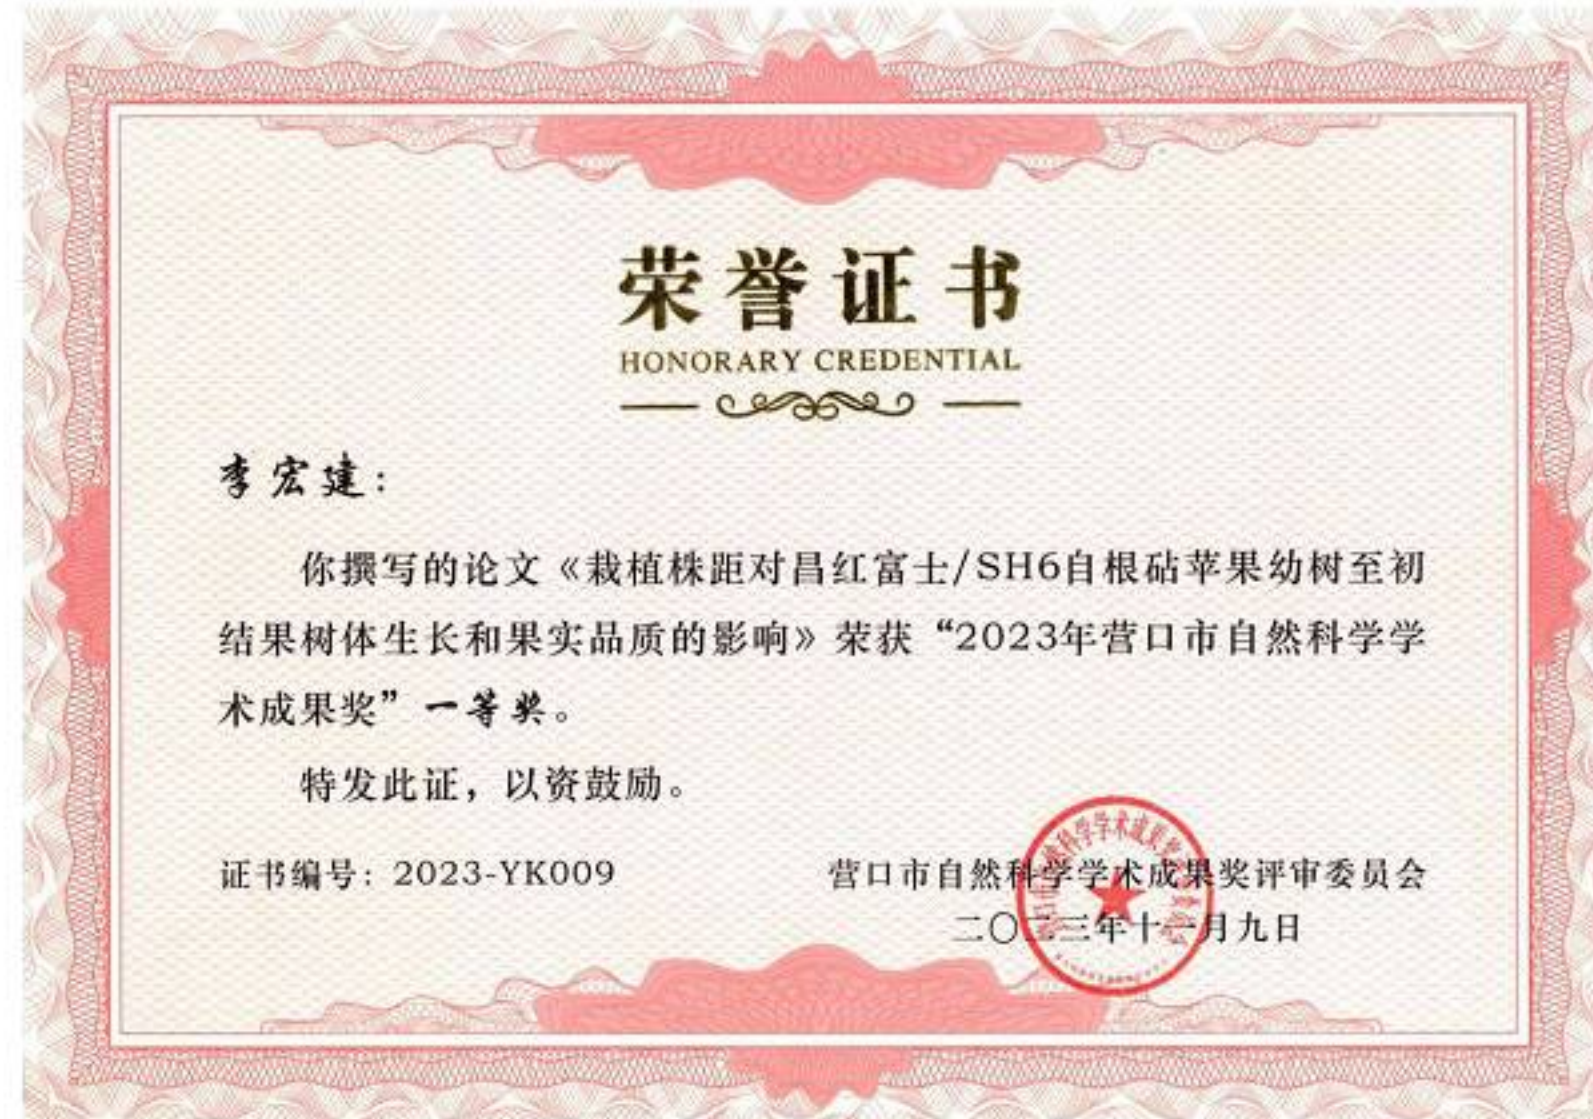 荣誉证书
HONORARY CREDENTIAL
李宏建：
你撰写的论文《栽植株距对昌红富士/SH6自根砧苹果幼树至初
结果树体生长和果实品质的影响》荣获“2023年营口市自然科学学
术成果奖”一等奖。
特发此证，以资鼓励。
证书编号：2023-YK009
营口市自然科学学术成果奖评审委员会
二〇二三年十一月九日